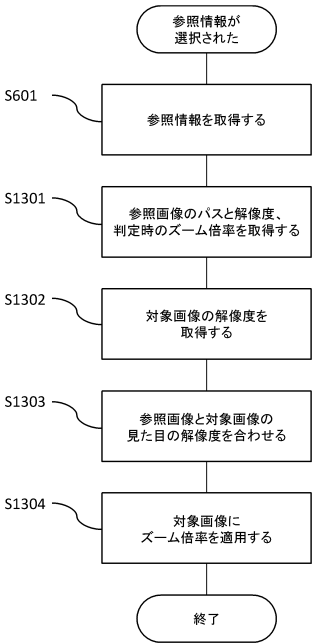 参照情報が
選択された
S601
参照情報を取得する
S1301
参照画像のパスと解像度、
判定時のズーム倍率を取得する
S1302
対象画像の解像度を
取得する
S1303
参照画像と対象画像の
見た目の解像度を合わせる
S1304
対象画像に
ズーム倍率を適用する
終了